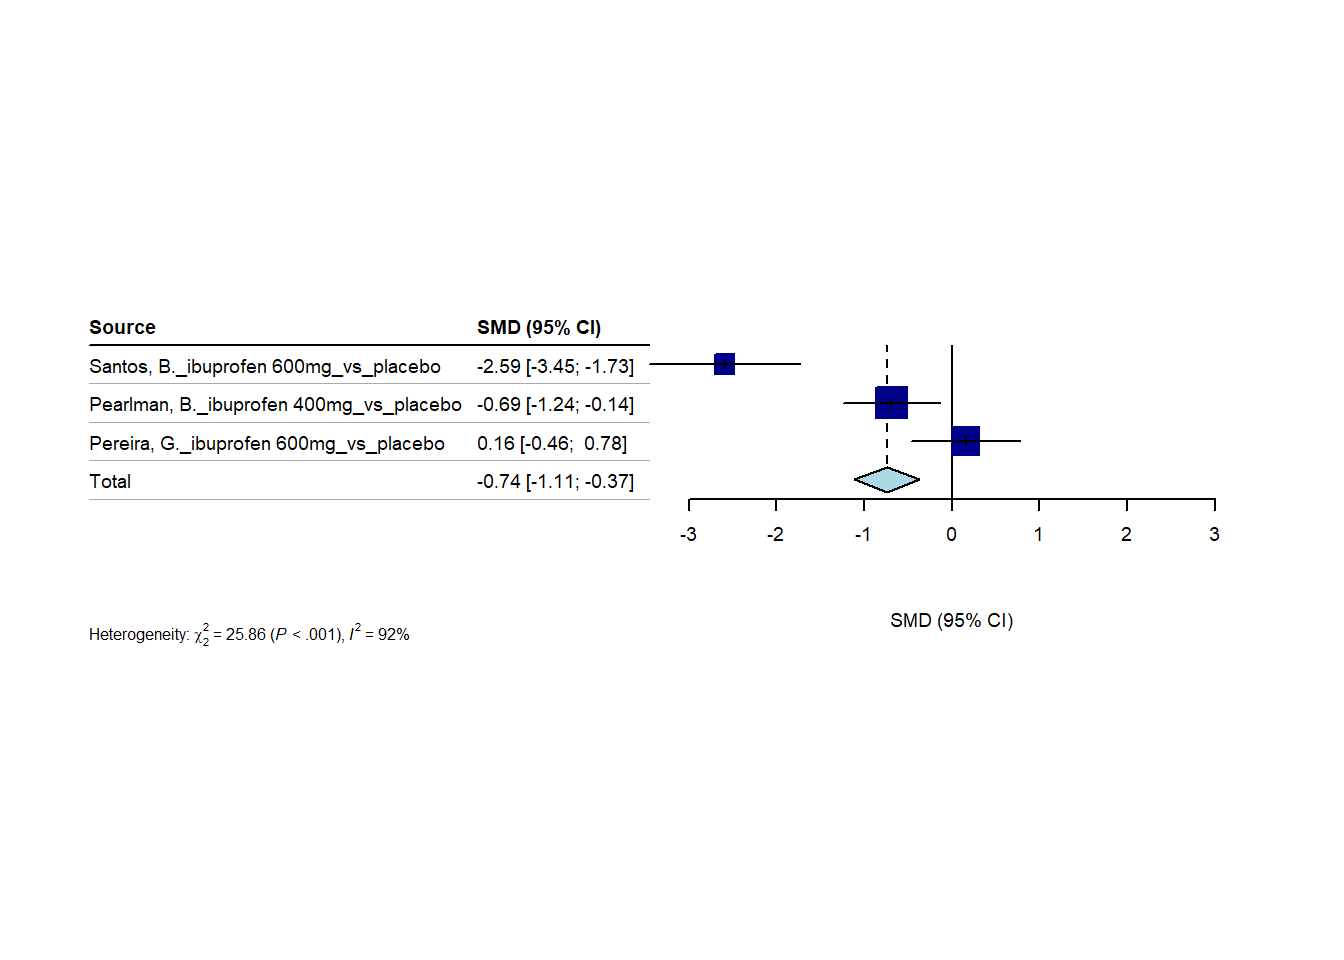 Source SMD (95% CI)
Santos, B._ibuprofen 600mg_vs_placebo -2.59 [-3.45; -1.73]
Pearlman, B._ibuprofen 400mg_vs_placebo -0.69 [-1.24; -0.14]
Pereira, G._ibuprofen 600mg_vs_placebo 0.16 [-0.46;  0.78]
Total -0.74 [-1.11; -0.37]
-3 -2 -1 0 1 2 3
SMD (95% CI)
Heterogeneity: χ²₂ = 25.86 (P < .001), I² = 92%